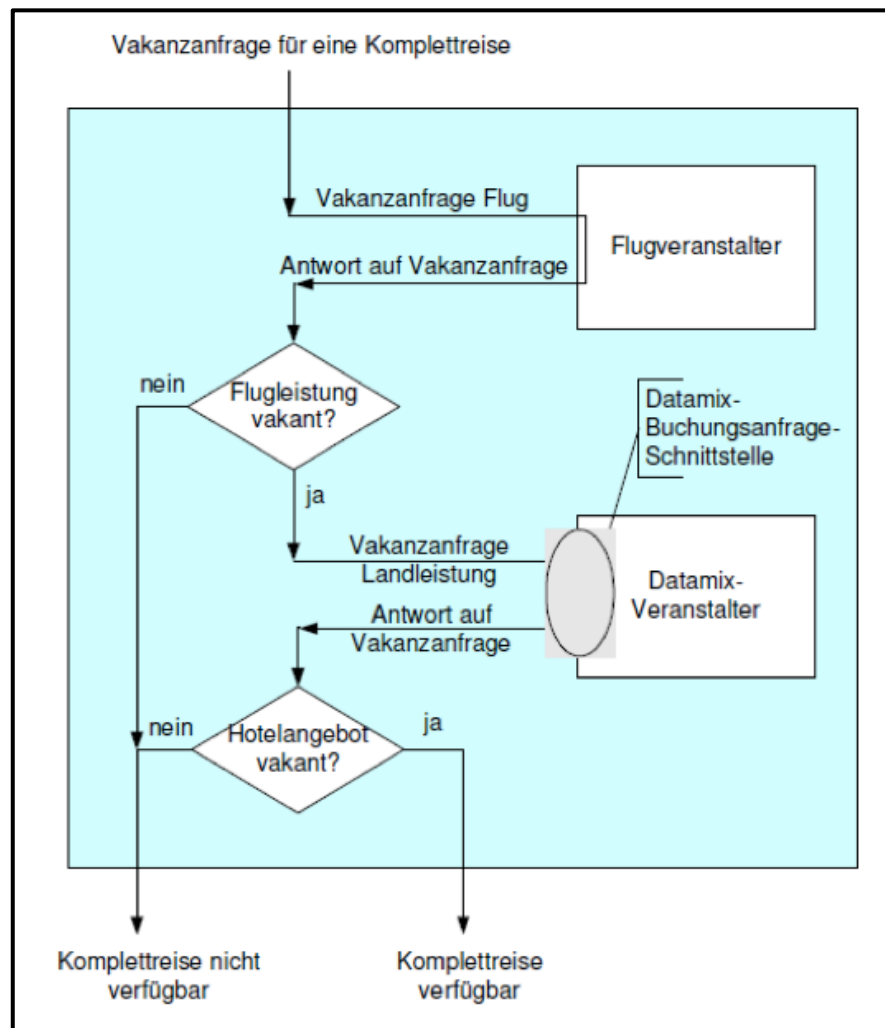 Vakanzanfrage für eine Komplettreise
Vakanzanfrage Flug
Flugveranstalter
Antwort auf Vakanzanfrage
nein
Flugleistung
vakant?
Datamix-
Buchungsanfrage-
Schnittstelle
ja
Vakanzanfrage
Landleistung
Datamix-
Veranstalter
Antwort auf
Vakanzanfrage
nein
Hotelangebot
vakant?
ja
Komplettreise nicht
verfügbar
Komplettreise
verfügbar